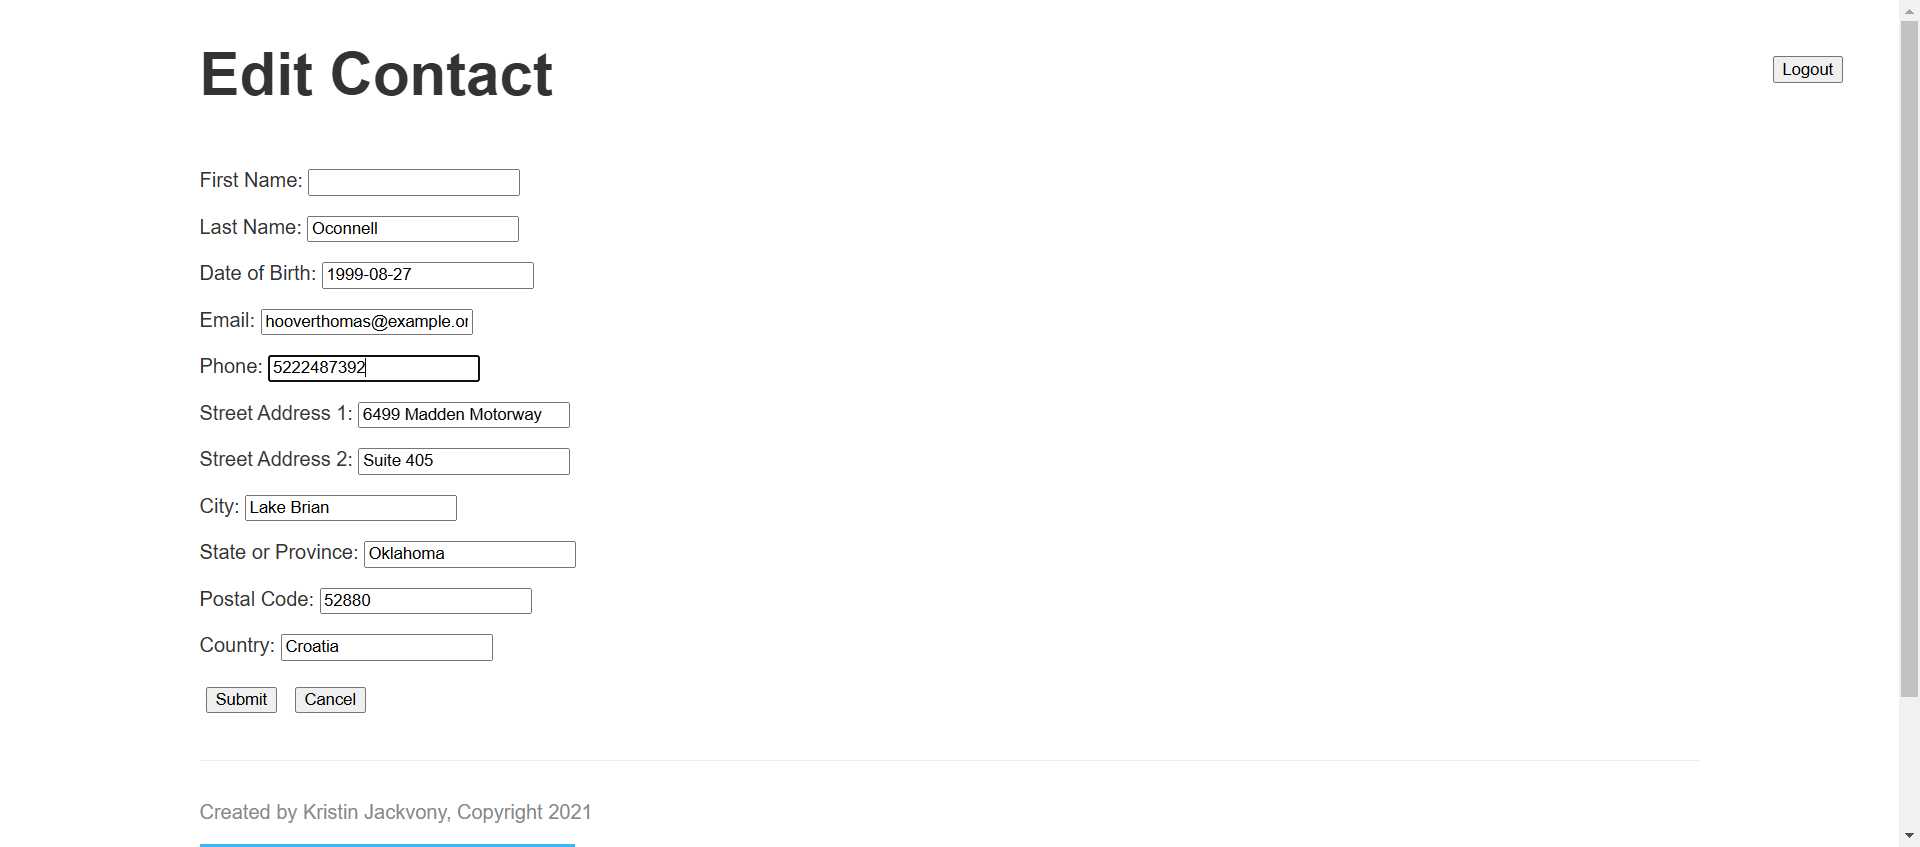 Edit Contact
Logout
First Name:
Last Name: Oconnell
Date of Birth: 1999-08-27
Email: hooverthomas@example.or
Phone: 5222487392
Street Address 1: 6499 Madden Motorway
Street Address 2: Suite 405
City: Lake Brian
State or Province: Oklahoma
Postal Code: 52880
Country: Croatia
Submit Cancel
Created by Kristin Jackvony, Copyright 2021